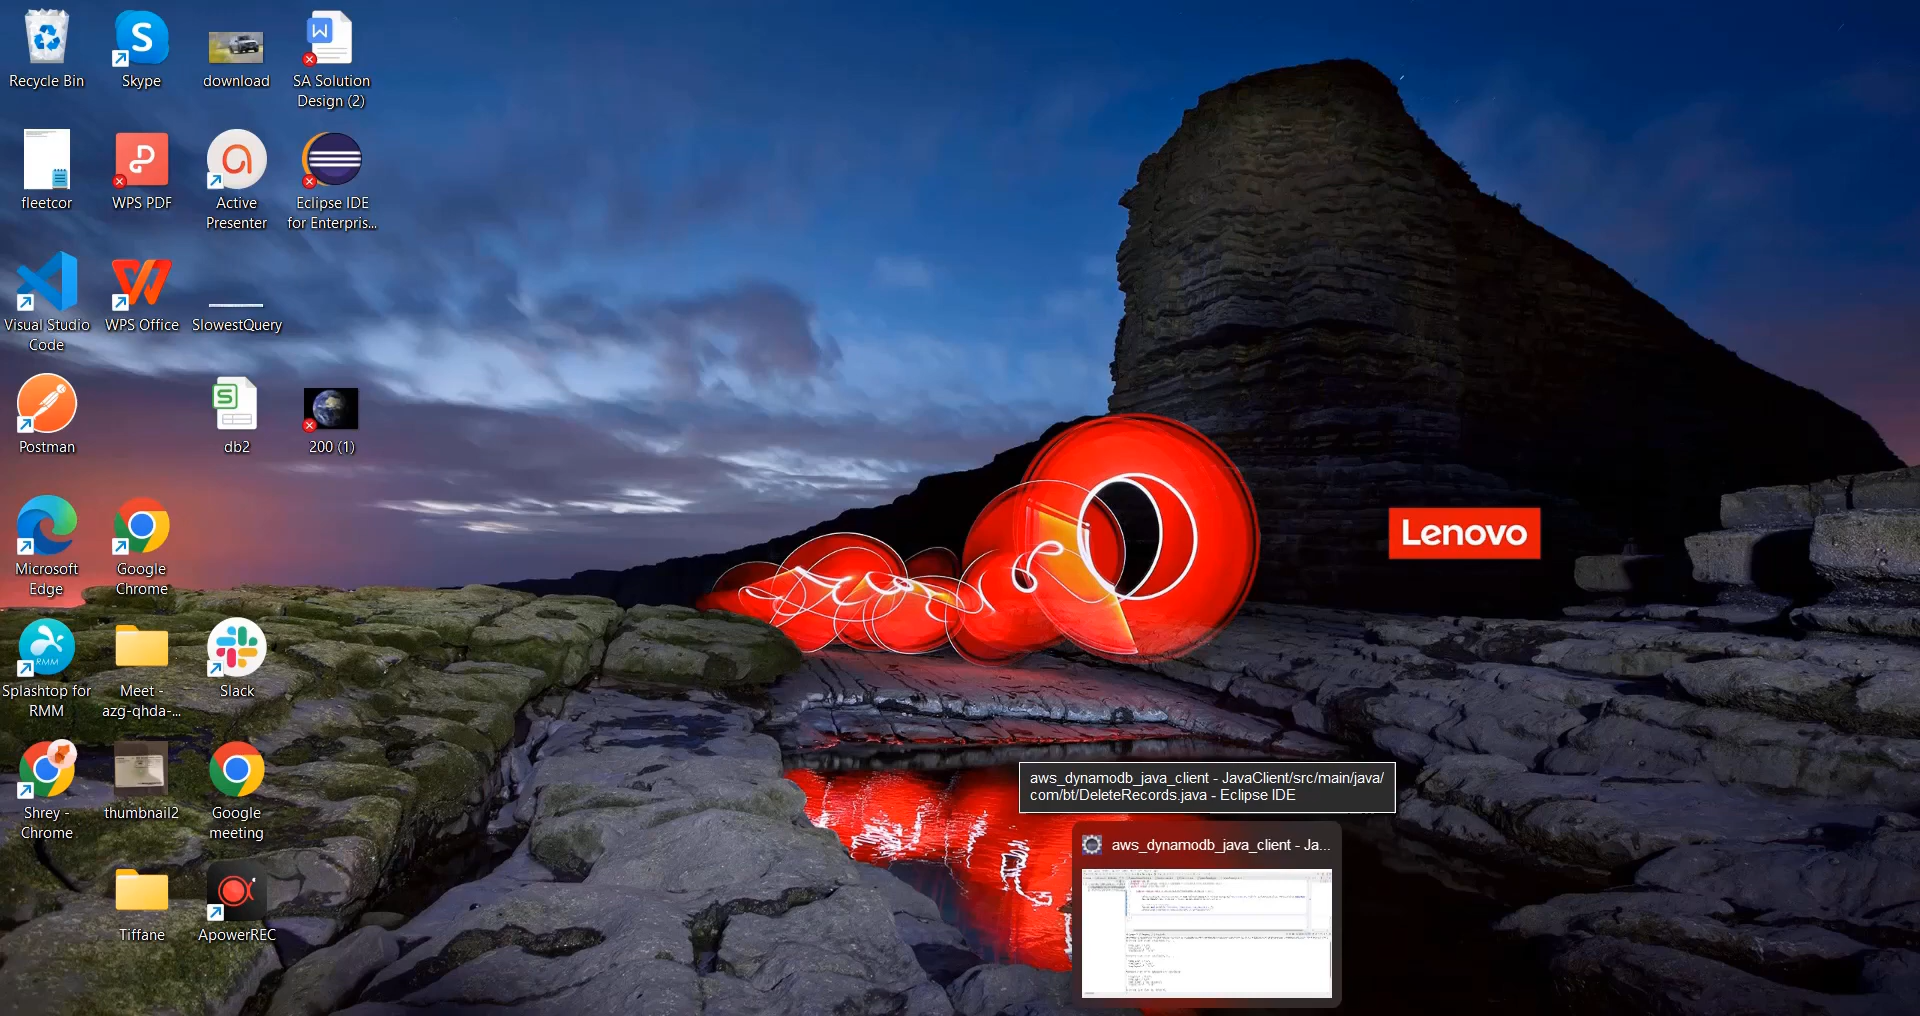 Recycle Bin
Skype
download
SA Solution
Design (2)
fleetcor
WPS PDF
Active
Presenter
Eclipse IDE
for Enterpris...
Visual Studio
Code
WPS Office
SlowestQuery
Postman
db2
200 (1)
Microsoft
Edge
Google
Chrome
Lenovo
Splashtop for
RMM
Meet -
azg-qhda-...
Slack
Shrey -
Chrome
thumbnail2
Google
meeting
Tiffane
ApowerREC
aws_dynamodb_java_client - JavaClient/src/main/java/
com/bt/DeleteRecords.java - Eclipse IDE
aws_dynamodb_java_client - Ja...